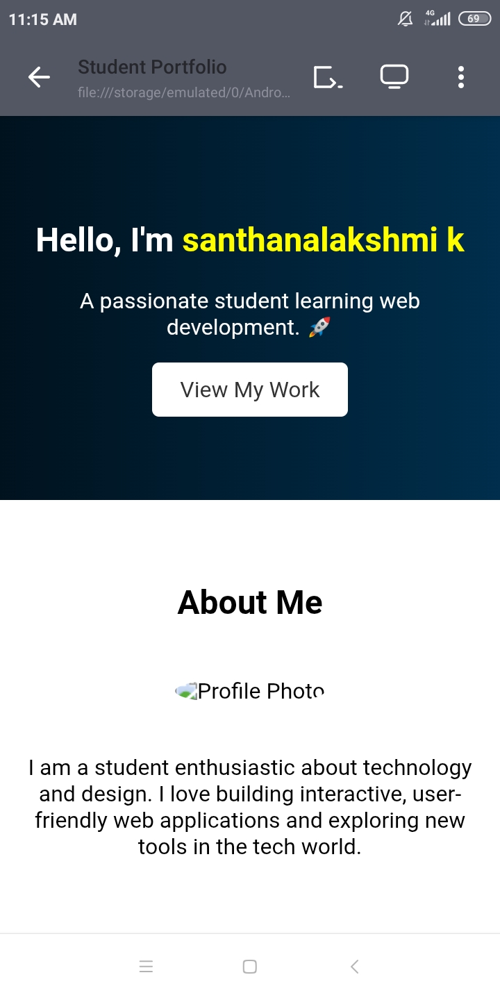 11:15 AM
4G
69
Student Portfolio
file:///storage/emulated/0/Andro...
Hello, I'm santhanalakshmi k
A passionate student learning web
development. 🚀
View My Work
About Me
Profile Photo
I am a student enthusiastic about technology
and design. I love building interactive, user-
friendly web applications and exploring new
tools in the tech world.